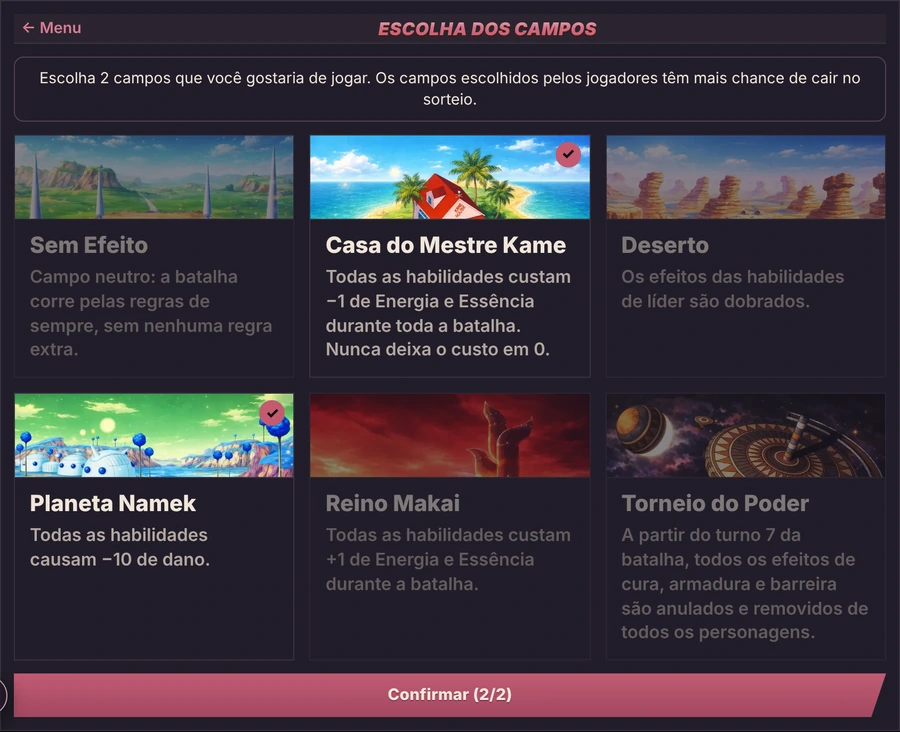 ← Menu
ESCOLHA DOS CAMPOS
Escolha 2 campos que você gostaria de jogar. Os campos escolhidos pelos jogadores têm mais chance de cair no
sorteio.
Sem Efeito
Campo neutro: a batalha
corre pelas regras de
sempre, sem nenhuma regra
extra.
Casa do Mestre Kame
Todas as habilidades custam
−1 de Energia e Essência
durante toda a batalha.
Nunca deixa o custo em 0.
Deserto
Os efeitos das habilidades
de líder são dobrados.
Planeta Namek
Todas as habilidades
causam −10 de dano.
Reino Makai
Todas as habilidades custam
+1 de Energia e Essência
durante a batalha.
Torneio do Poder
A partir do turno 7 da
batalha, todos os efeitos de
cura, armadura e barreira
são anulados e removidos de
todos os personagens.
Confirmar (2/2)